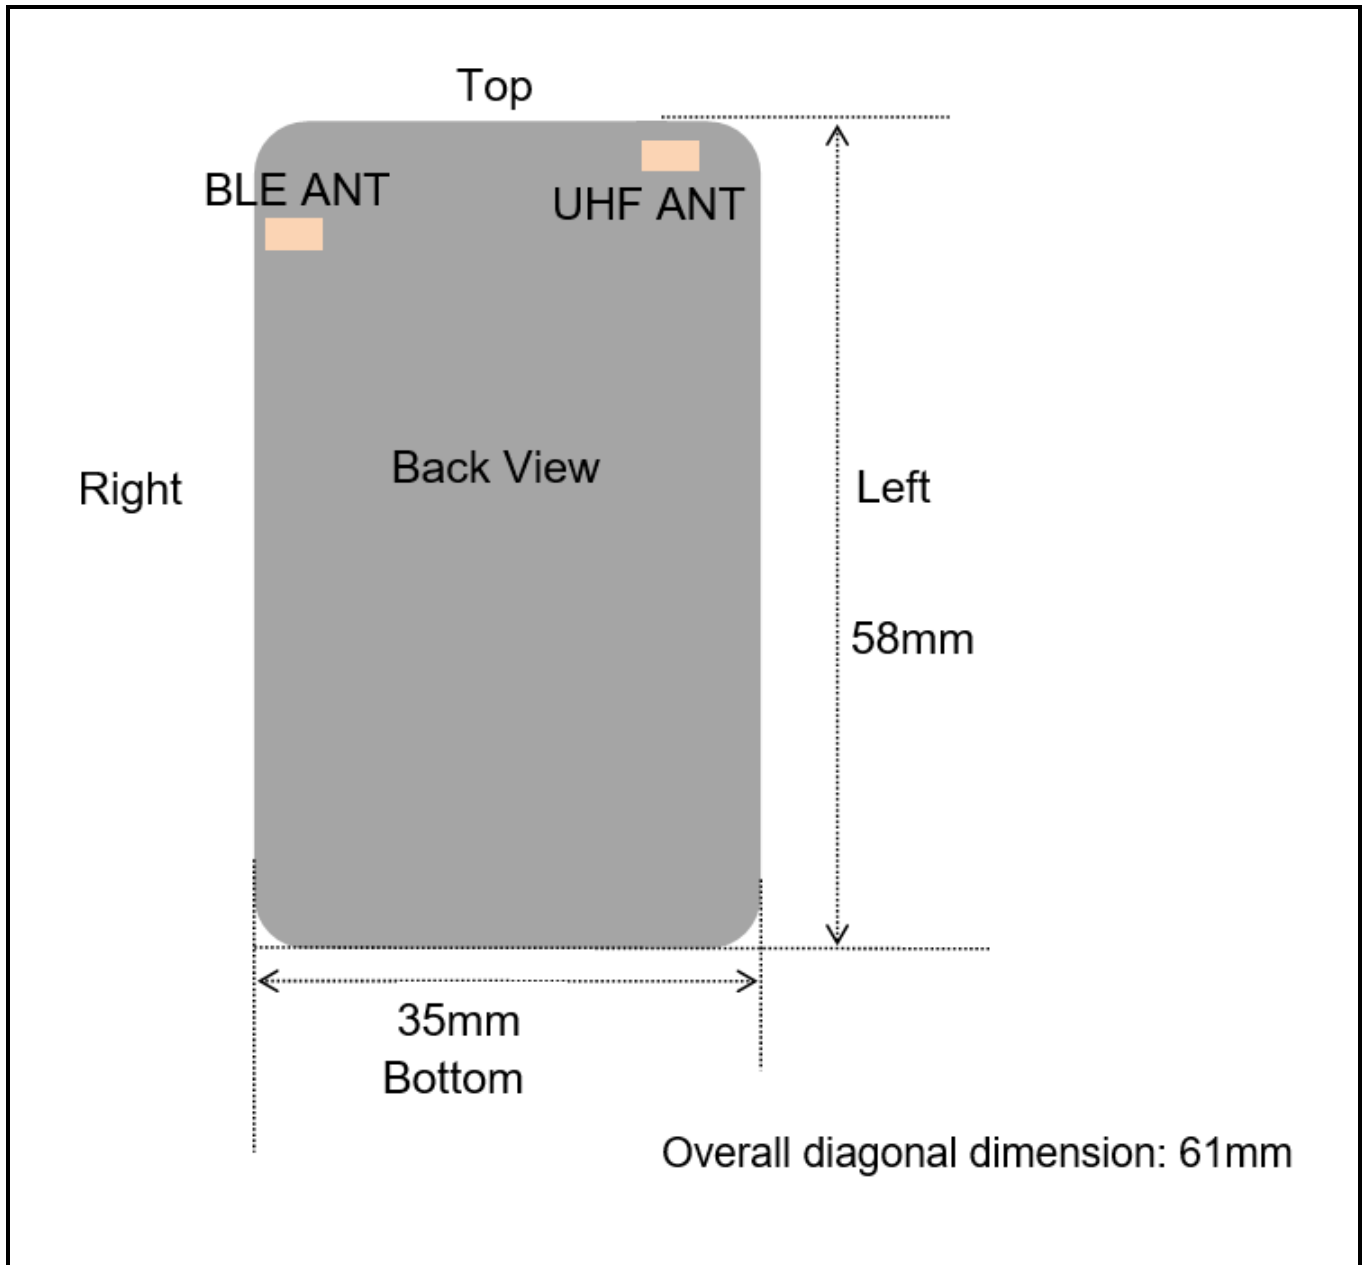 Top
BLE ANT
UHF ANT
Back View
Right
Left
58mm
35mm
Bottom
Overall diagonal dimension: 61mm